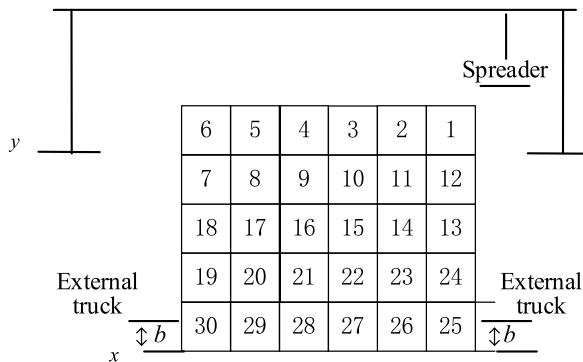 Spreader
y
6 5 4 3 2 1
7 8 9 10 11 12
18 17 16 15 14 13
19 20 21 22 23 24
External
truck
External
truck
b 30 29 28 27 26 25 b
x